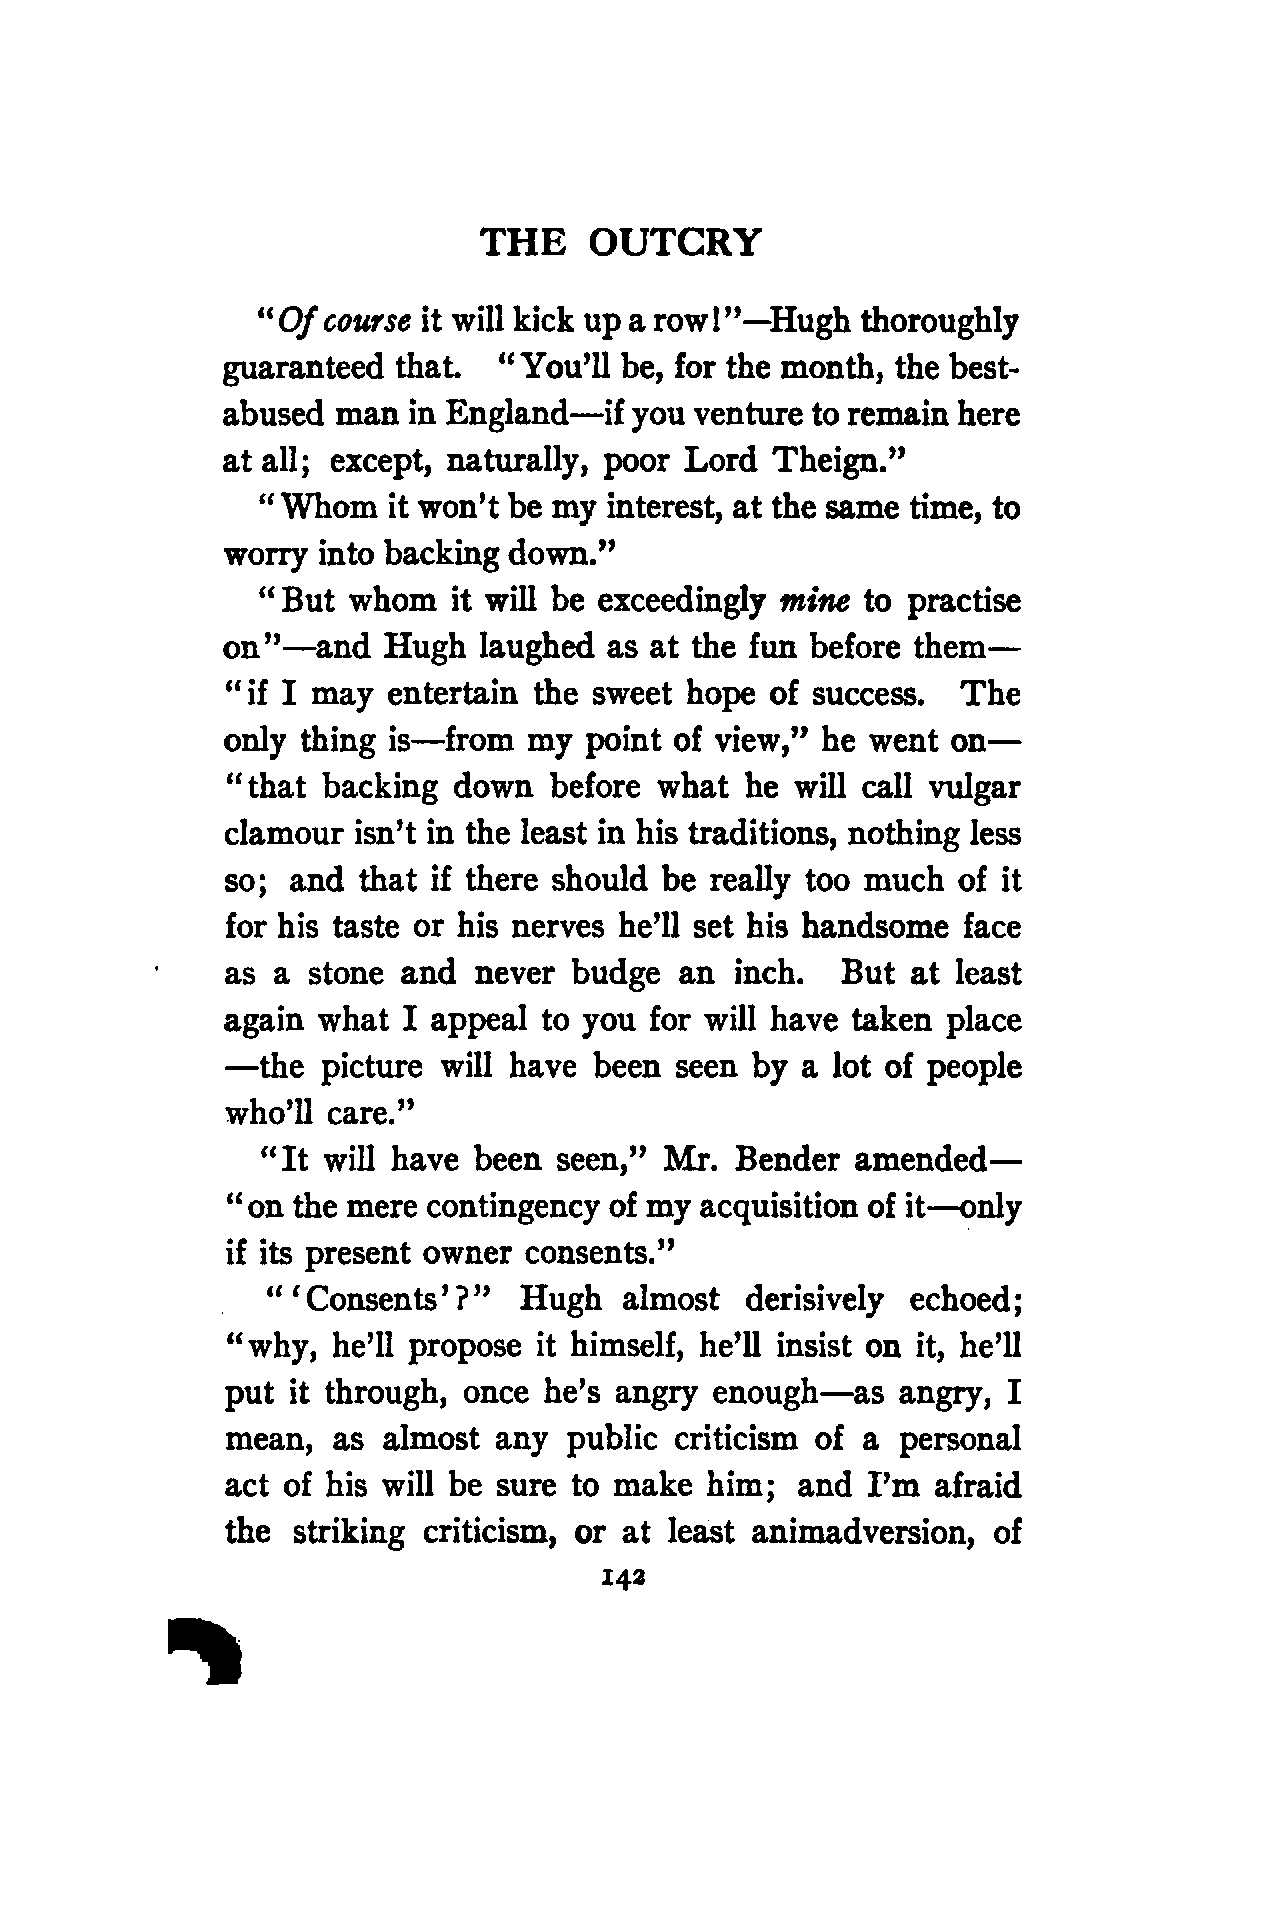 THE OUTCRY
“Of course it will kick up a row!”—Hugh thoroughly
guaranteed that. “You’ll be, for the month, the best-
abused man in England—if you venture to remain here
at all; except, naturally, poor Lord Theign.”
“Whom it won’t be my interest, at the same time, to
worry into backing down.”
“But whom it will be exceedingly mine to practise
on”—and Hugh laughed as at the fun before them—
“if I may entertain the sweet hope of success. The
only thing is—from my point of view,” he went on—
“that backing down before what he will call vulgar
clamour isn’t in the least in his traditions, nothing less
so; and that if there should be really too much of it
for his taste or his nerves he’ll set his handsome face
as a stone and never budge an inch. But at least
again what I appeal to you for will have taken place
—the picture will have been seen by a lot of people
who’ll care.”
“It will have been seen,” Mr. Bender amended—
“on the mere contingency of my acquisition of it—only
if its present owner consents.”
“‘Consents’?” Hugh almost derisively echoed;
“why, he’ll propose it himself, he’ll insist on it, he’ll
put it through, once he’s angry enough—as angry, I
mean, as almost any public criticism of a personal
act of his will be sure to make him; and I’m afraid
the striking criticism, or at least animadversion, of
142